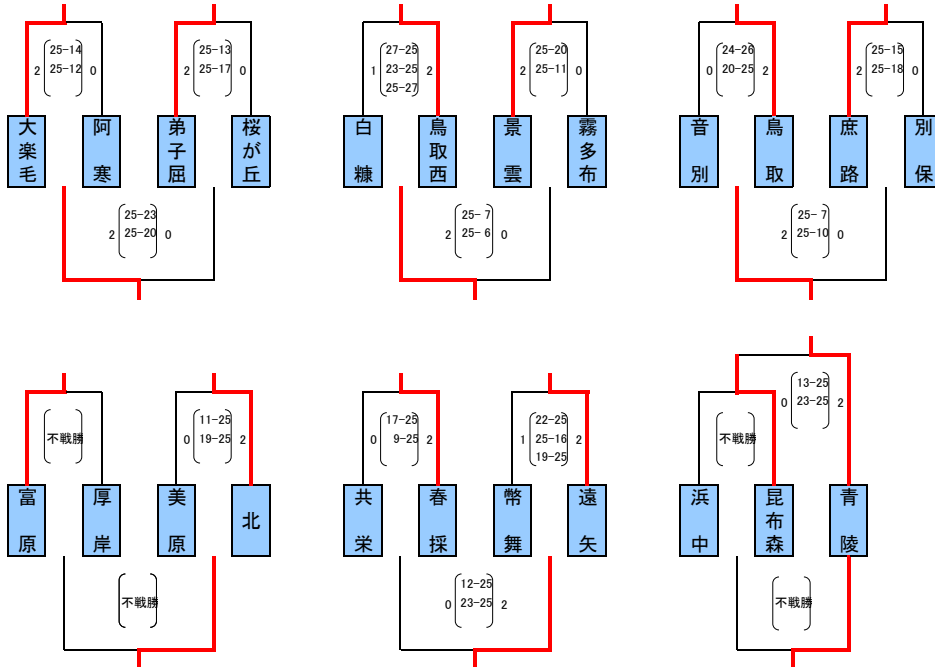 25-14
2 25-12 0
25-13
2 25-17 0
27-25
1 23-25 2
25-27
25-20
2 25-11 0
24-26
0 20-25 2
25-15
2 25-18 0
大楽毛
阿寒
弟子屈
桜が丘
白糠
鳥取西
景雲
霧多布
音別
鳥取
庶路
別保
25-23
2 25-20 0
25- 7
2 25- 6 0
25- 7
2 25-10 0
不戦勝
11-25
0 19-25 2
17-25
0 9-25 2
22-25
1 25-16 2
19-25
13-25
0 23-25 2
不戦勝
富原
厚岸
美原
北
共栄
春採
幣舞
遠矢
浜中
昆布森
青陵
不戦勝
12-25
0 23-25 2
不戦勝